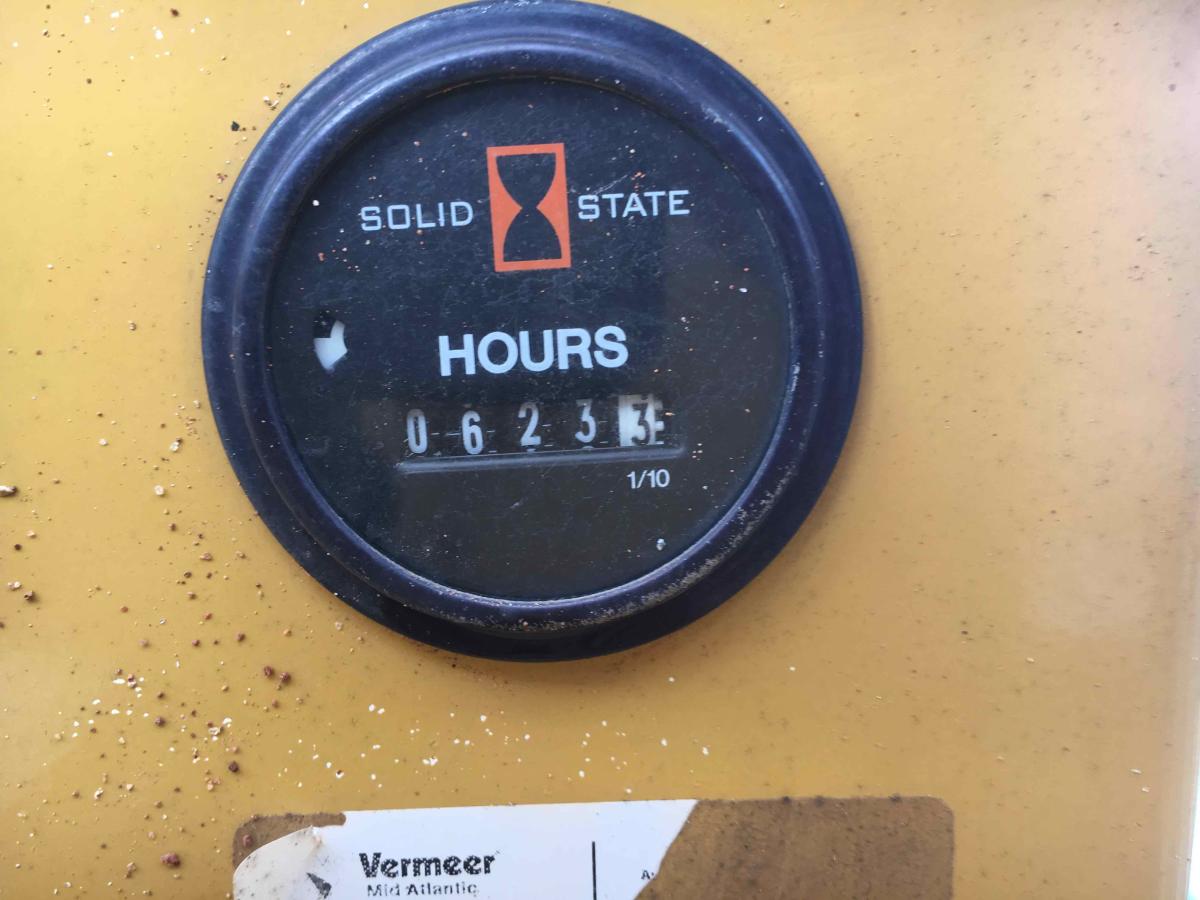 SOLID STATE
HOURS
0 6 2 3 3
1/10
Vermeer
Mid Atlantic